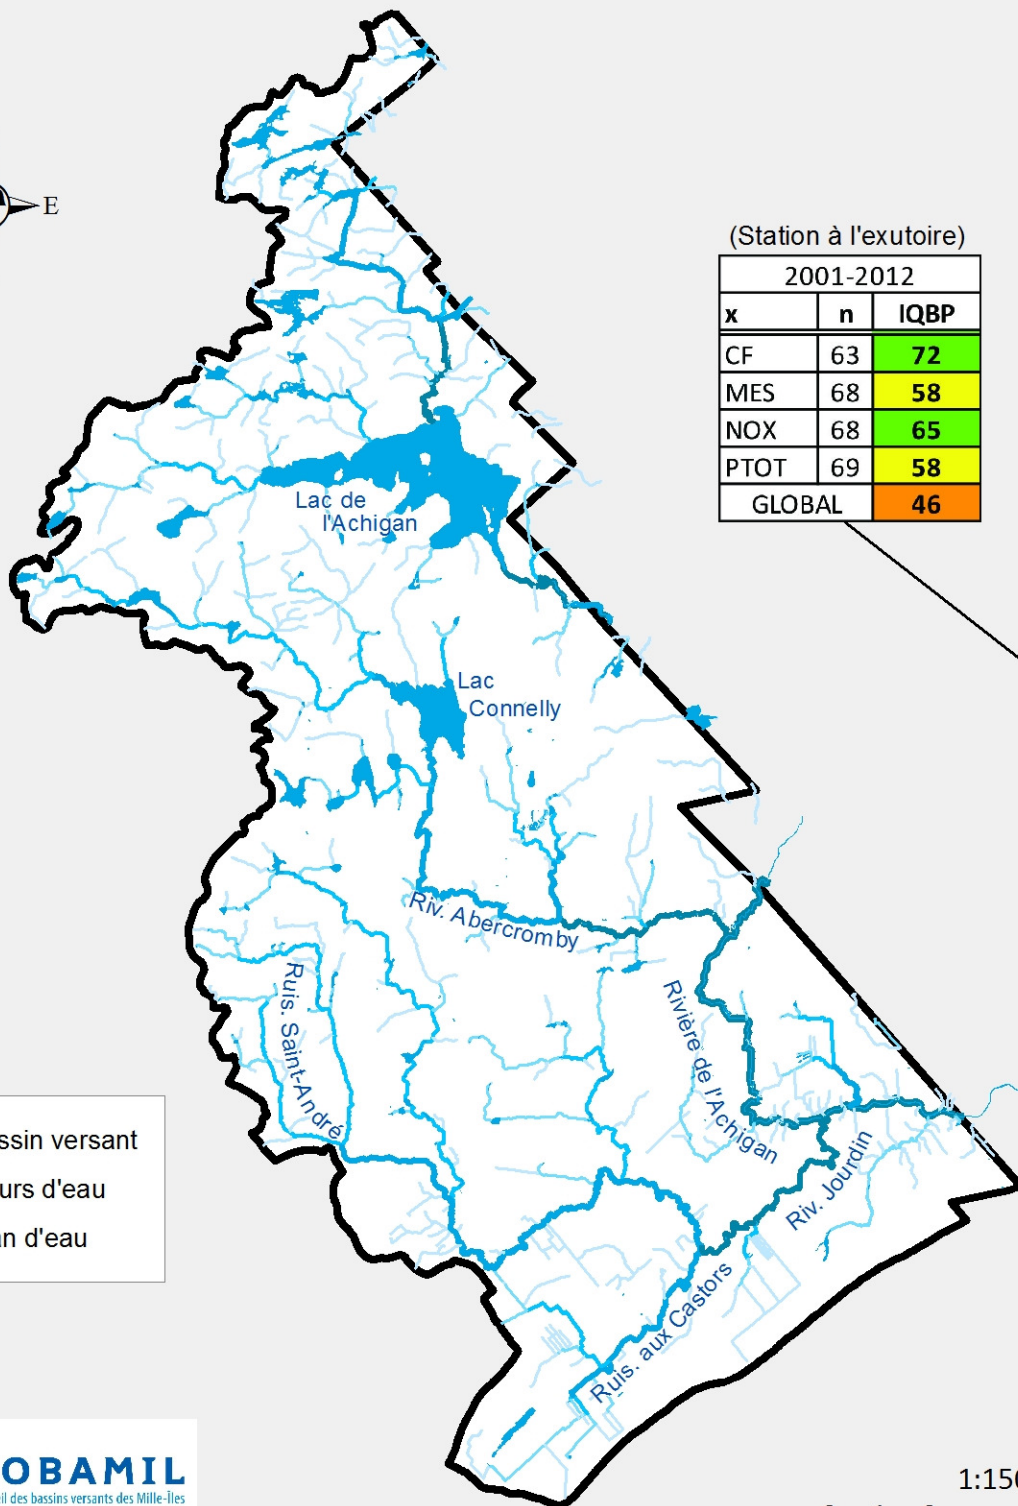 E
(Station à l'exutoire)
2001-2012
x n IQBP
CF 63 72
MES 68 58
NOX 68 65
PTOT 69 58
GLOBAL 46
Lac de
l'Achigan
Lac
Connelly
Riv. Abercromby
Ruis. Saint-André
Rivière de l'Achigan
Riv. Jourdin
Ruis. aux Castors
ssin versant
urs d'eau
n d'eau
OBAMIL
eil des bassins versants des Mille-Îles
1:150